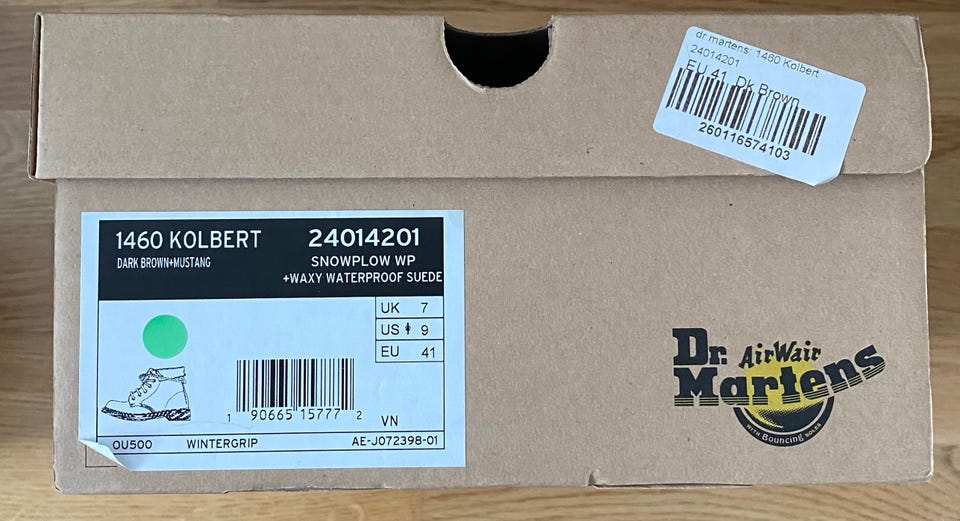 dr martens. 1460 Kolbert
24014201
EU 41, Dk Brown
260116574103
1460 KOLBERT 24014201
DARK BROWN+MUSTANG SNOWPLOW WP
+WAXY WATERPROOF SUEDE
UK 7
US 9
EU 41
1 90665 15777 2
VN
OU500 WINTERGRIP AE-J072398-01
Dr. AirWair
Martens
WITH Bouncing SOLES